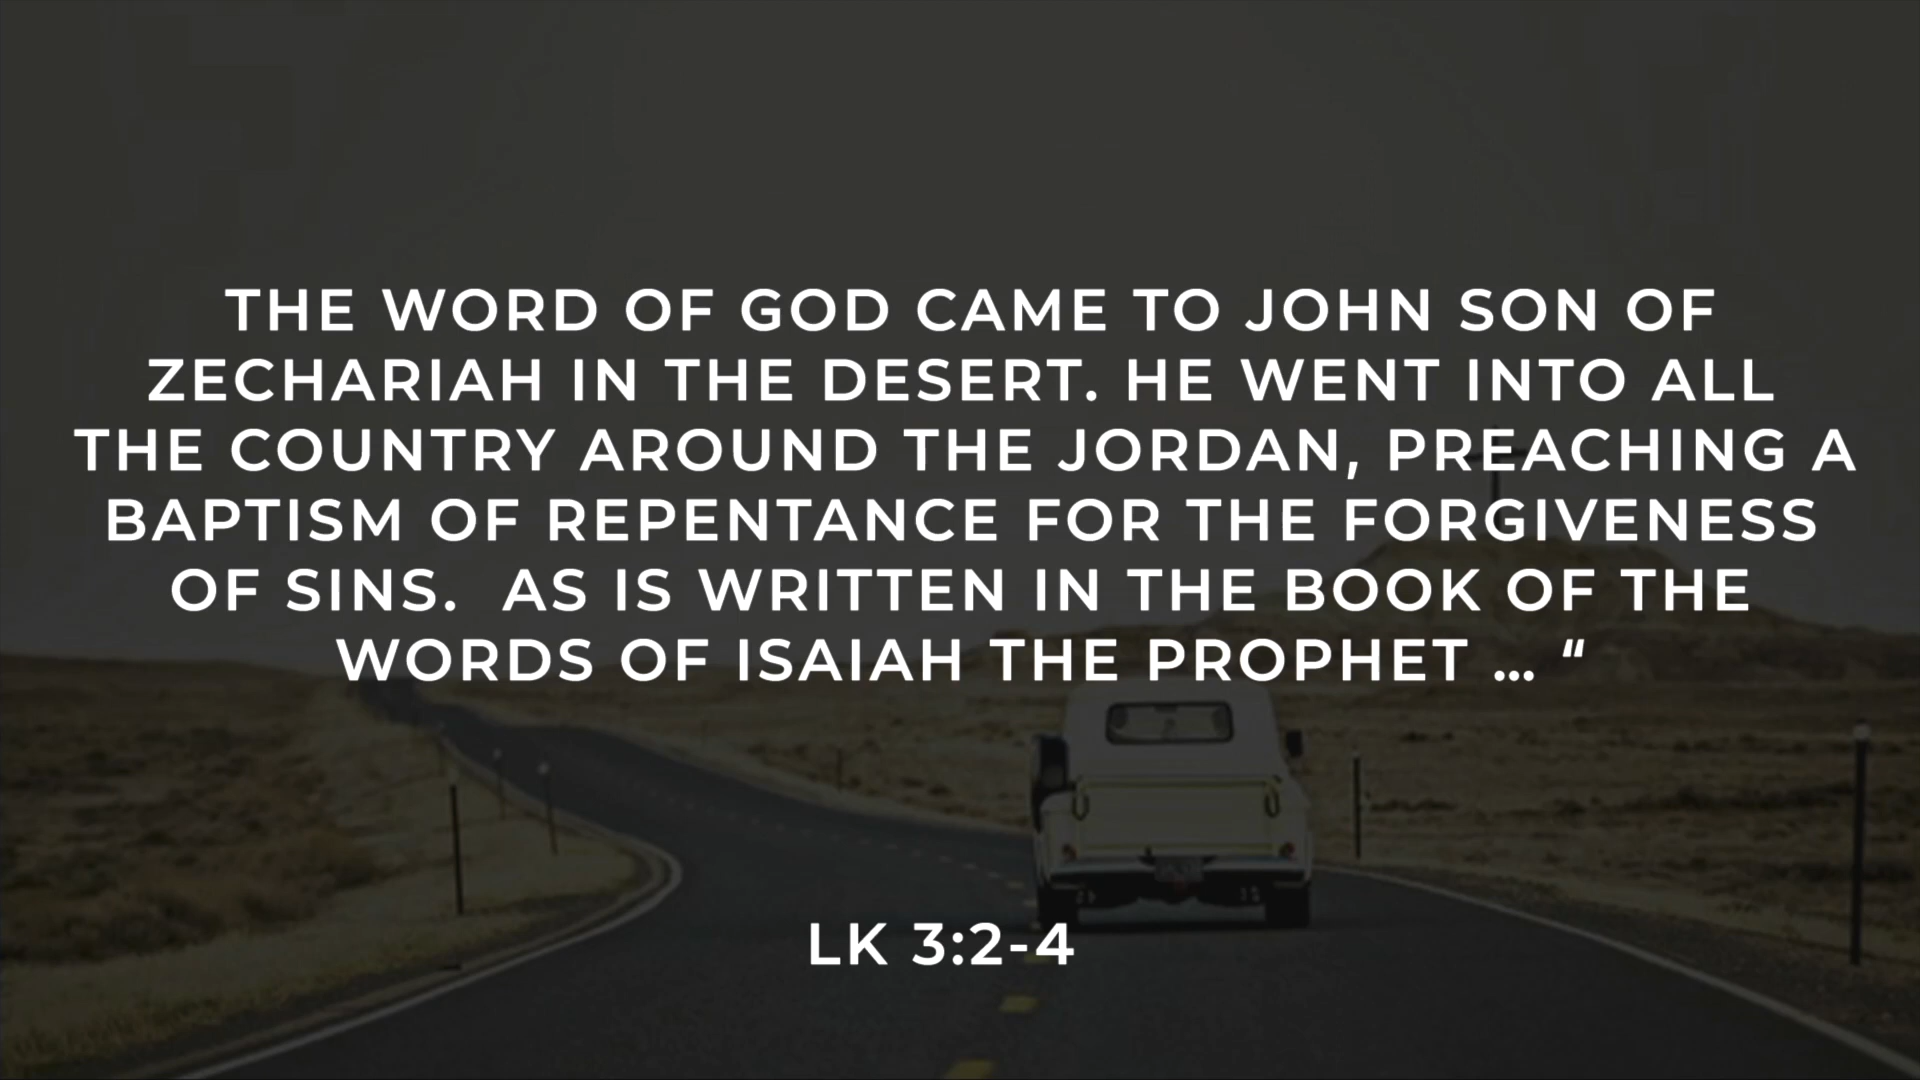 THE WORD OF GOD CAME TO JOHN SON OF
ZECHARIAH IN THE DESERT. HE WENT INTO ALL
THE COUNTRY AROUND THE JORDAN, PREACHING A
BAPTISM OF REPENTANCE FOR THE FORGIVENESS
OF SINS.  AS IS WRITTEN IN THE BOOK OF THE
WORDS OF ISAIAH THE PROPHET … “
LK 3:2-4